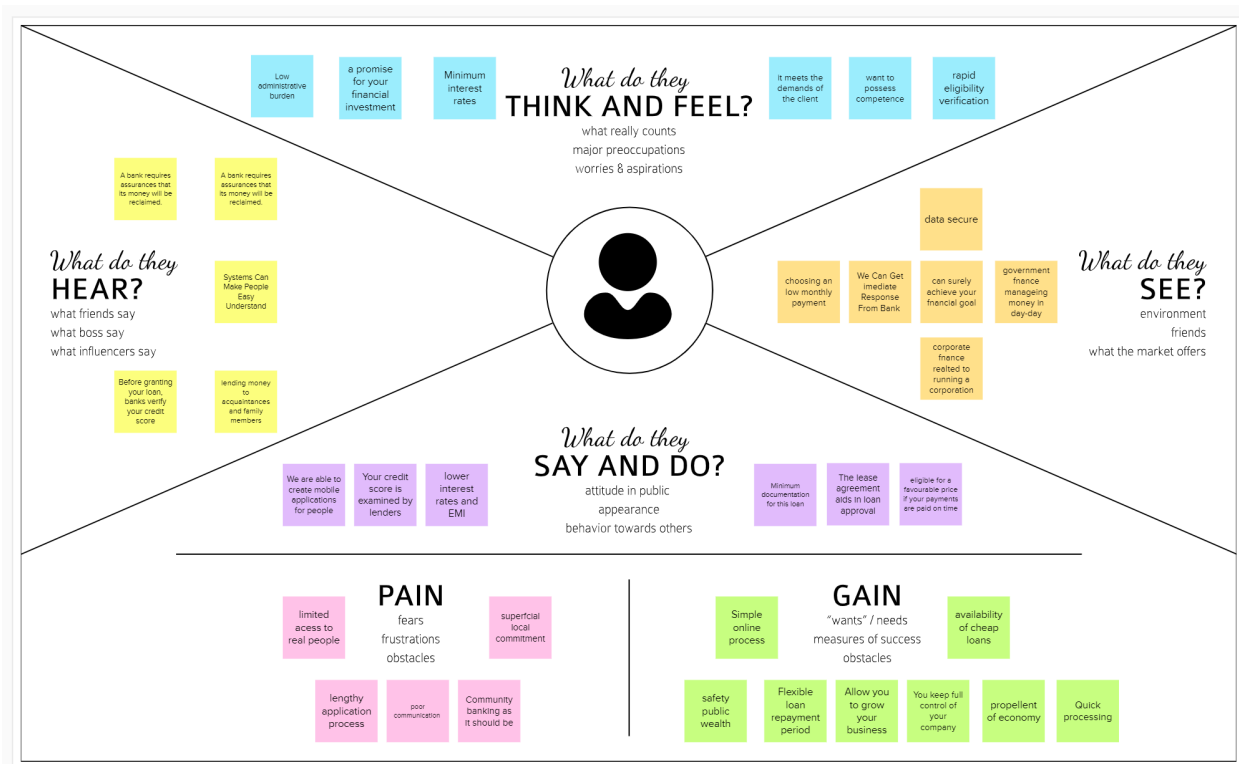 Low
administrative
burden
a promise
for your
financial
investment
Minimum
interest
rates
What do they
THINK AND FEEL?
what really counts
major preoccupations
worries & aspirations
it meets the
demands of
the client
want to
possess
competence
rapid
eligibility
verification
A bank requires
assurances that
its money will be
reclaimed.
A bank requires
assurances that
its money will be
reclaimed.
What do they
HEAR?
what friends say
what boss say
what influencers say
Systems Can
Make People
Easy
Understand
Before granting
your loan,
banks verify
your credit
score
lending money
to
acquaintances
and family
members
data secure
choosing an
low monthly
payment
We Can Get
imediate
Response
From Bank
can surely
achieve your
fnancial goal
government
fnance
manageing
money in
day-day
corporate
fnance
realted to
running a
corporation
What do they
SEE?
environment
friends
what the market offers
What do they
SAY AND DO?
attitude in public
appearance
behavior towards others
We are able to
create mobile
applications
for people
Your credit
score is
examined by
lenders
lower
interest
rates and
EMI
Minimum
documentation
for this loan
The lease
agreement
aids in loan
approval
eligible for a
favourable price
if your payments
are paid on time
PAIN
fears
frustrations
obstacles
limited
acess to
real people
superfcial
local
commitment
lengthy
application
process
poor
communication
Community
banking as
it should be
GAIN
"wants" / needs
measures of success
obstacles
Simple
online
process
availability
of cheap
loans
safety
public
wealth
Flexible
loan
repayment
period
Allow you
to grow
your
business
You keep full
control of
your
company
propellent
of economy
Quick
processing